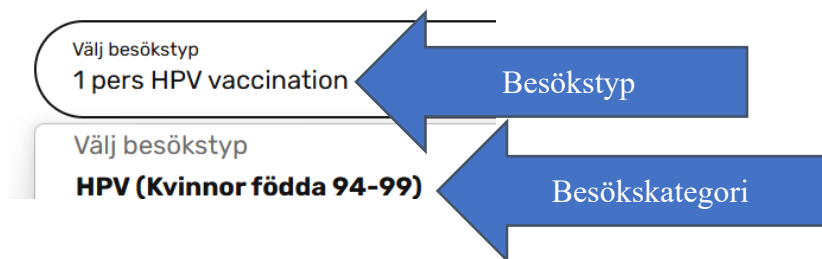 Välj besökstyp
1 pers HPV vaccination
Besökstyp
Välj besökstyp
HPV (Kvinnor födda 94-99)
Besökskategori